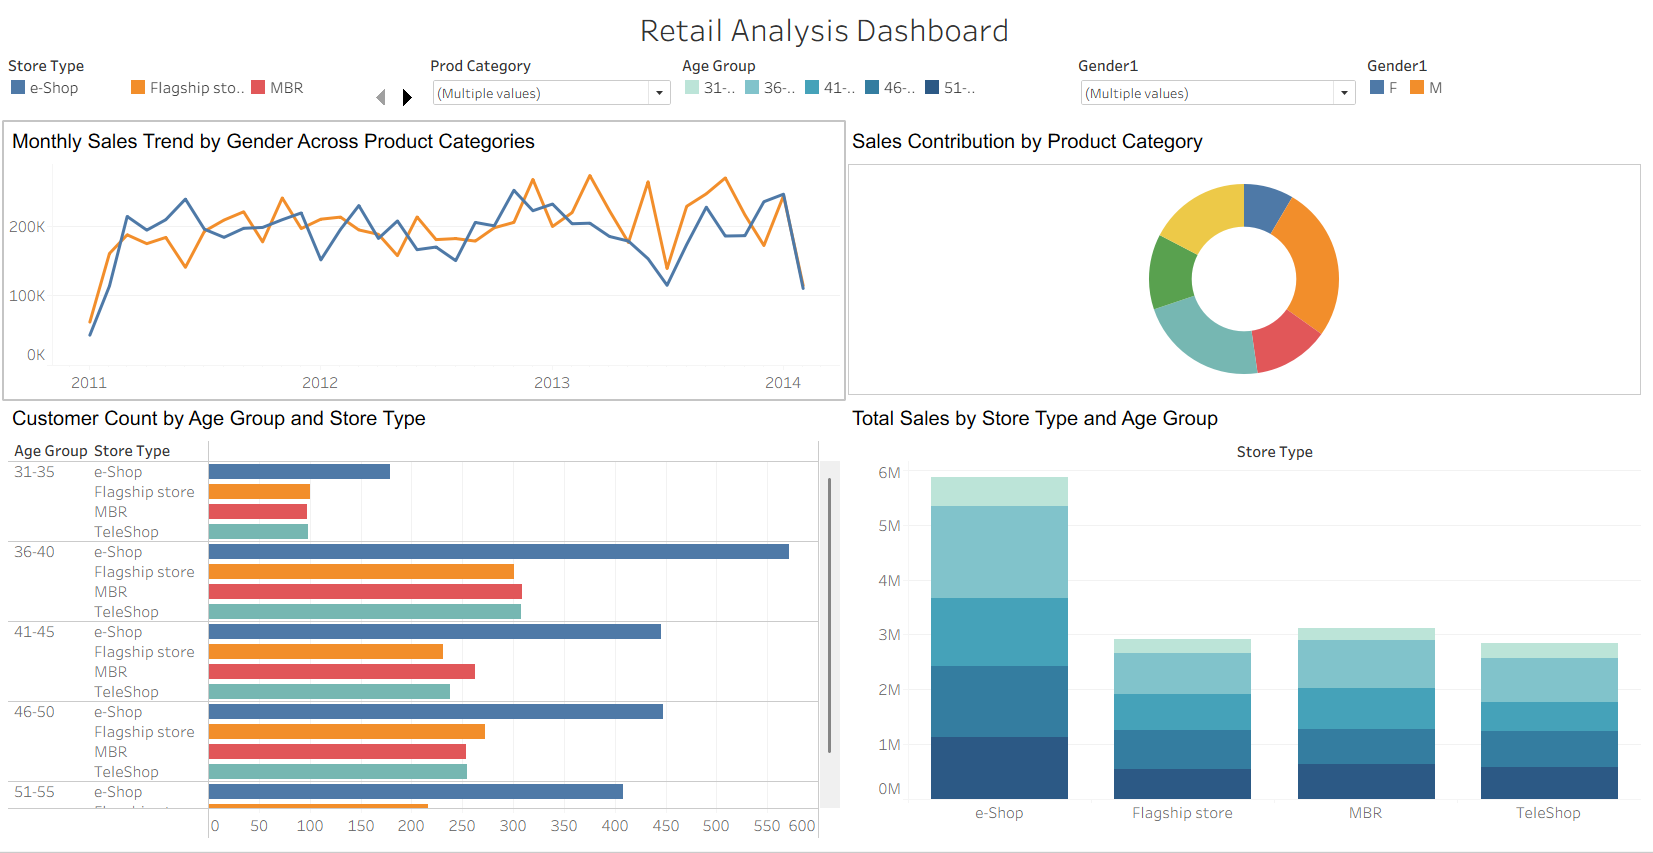 Retail Analysis Dashboard
Store Type
e-Shop
Flagship sto..
MBR
Prod Category
(Multiple values)
Age Group
31-..
36-..
41-..
46-..
51-..
Gender1
(Multiple values)
Gender1
F
M
Monthly Sales Trend by Gender Across Product Categories
200K
100K
0K
2011 2012 2013 2014
Sales Contribution by Product Category
Customer Count by Age Group and Store Type
Age Group Store Type
31-35 e-Shop
Flagship store
MBR
TeleShop
36-40 e-Shop
Flagship store
MBR
TeleShop
41-45 e-Shop
Flagship store
MBR
TeleShop
46-50 e-Shop
Flagship store
MBR
TeleShop
51-55 e-Shop
0 50 100 150 200 250 300 350 400 450 500 550 600
Total Sales by Store Type and Age Group
Store Type
6M
5M
4M
3M
2M
1M
0M
e-Shop Flagship store MBR TeleShop